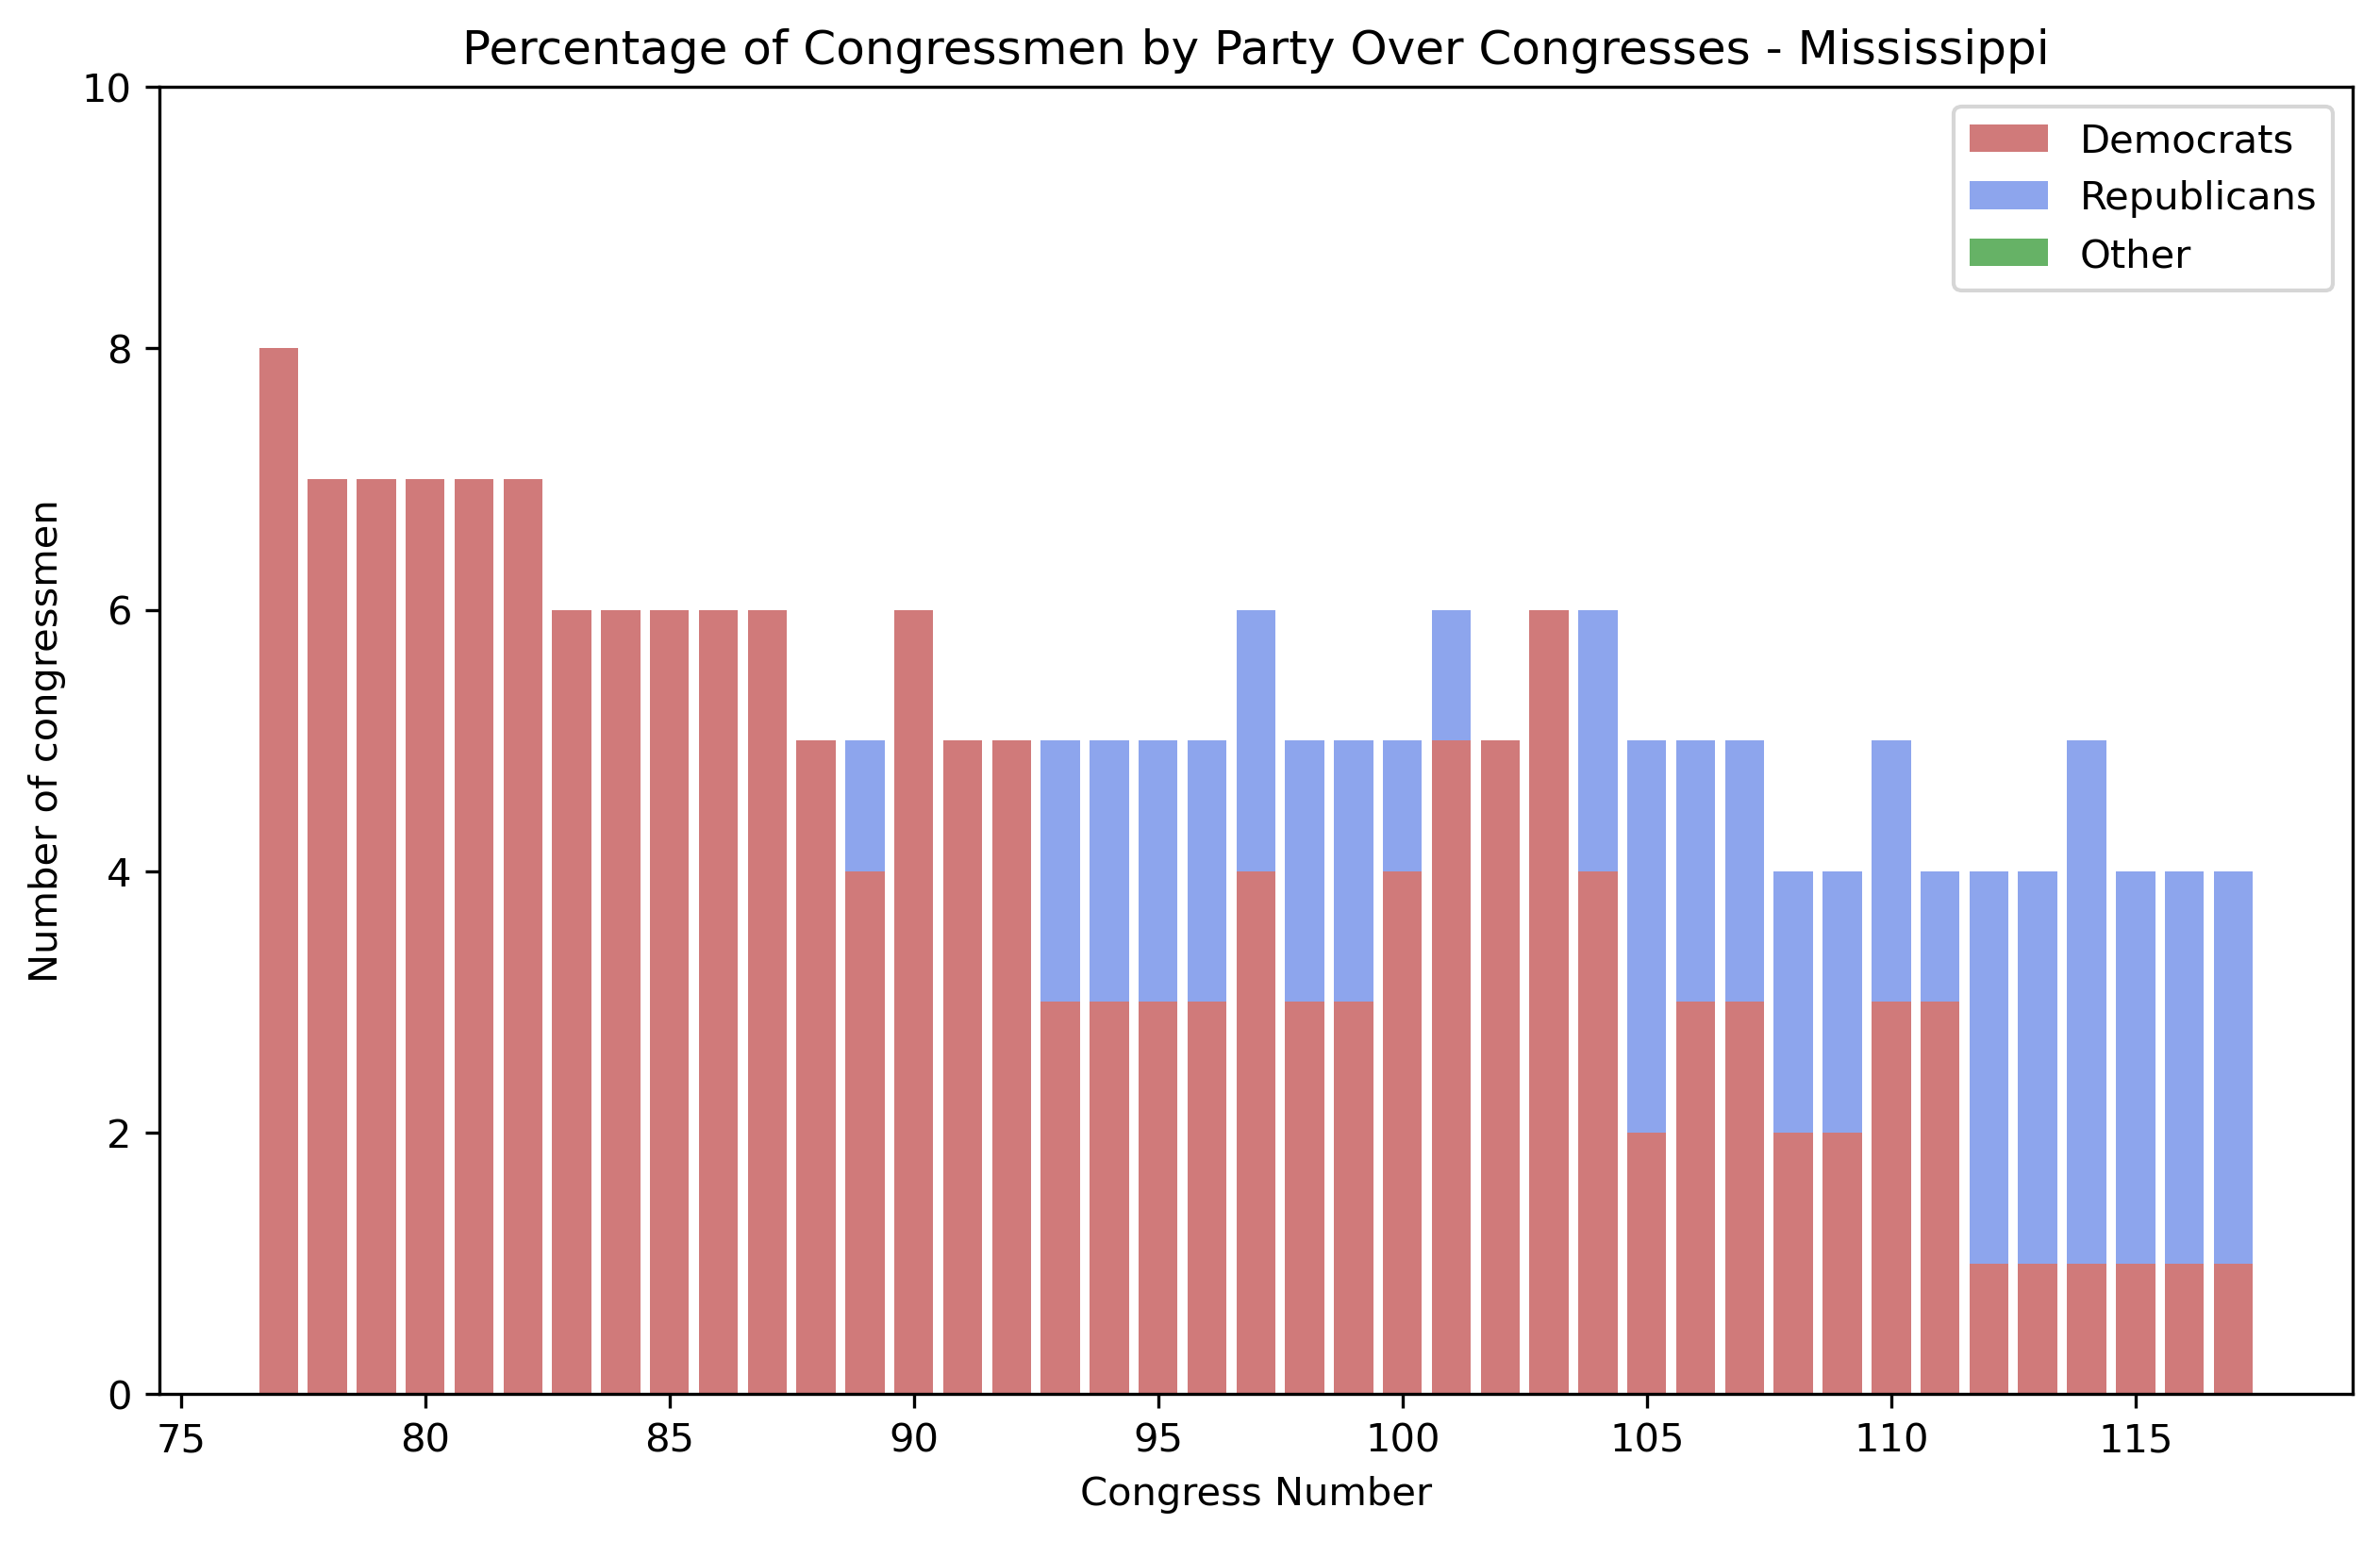 Percentage of Congressmen by Party Over Congresses - Mississippi
Democrats
Republicans
Other
Number of congressmen
10
8
6
4
2
0
75 80 85 90 95 100 105 110 115
Congress Number